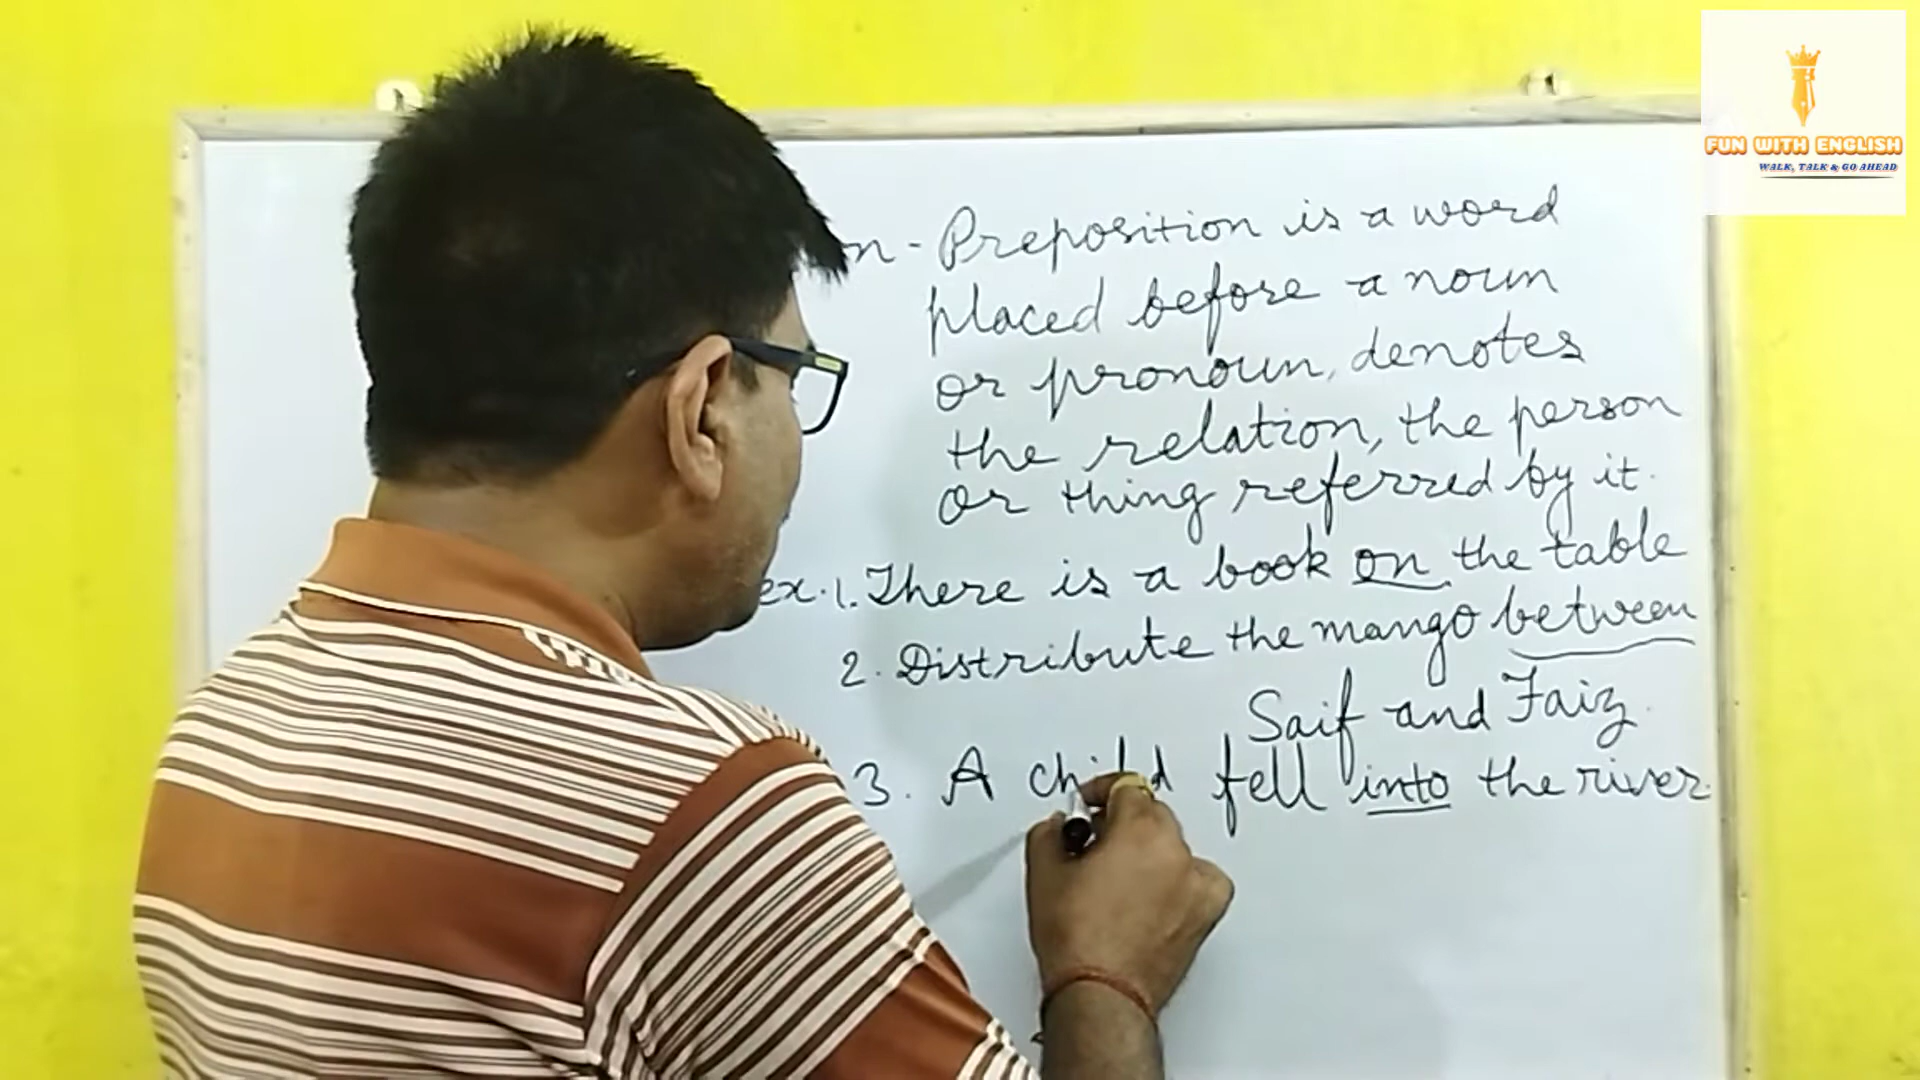 FUN WITH ENGLISH
WALK, TALK & GO AHEAD
on - Preposition is a word
placed before a noun
or pronoun, denotes
the relation, the person
or thing referred by it.
ex. 1. There is a book on the table
2. Distribute the mango between
Saif and Faiz.
3. A child fell into the river.